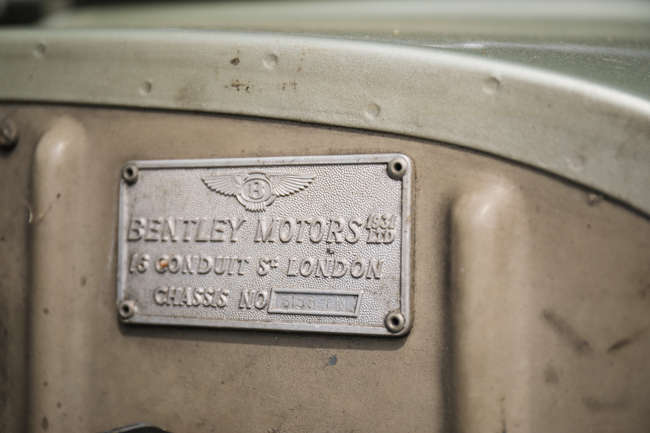 B
BENTLEY MOTORS 1931 LTD
16 CONDUIT ST LONDON
CHASSIS NO